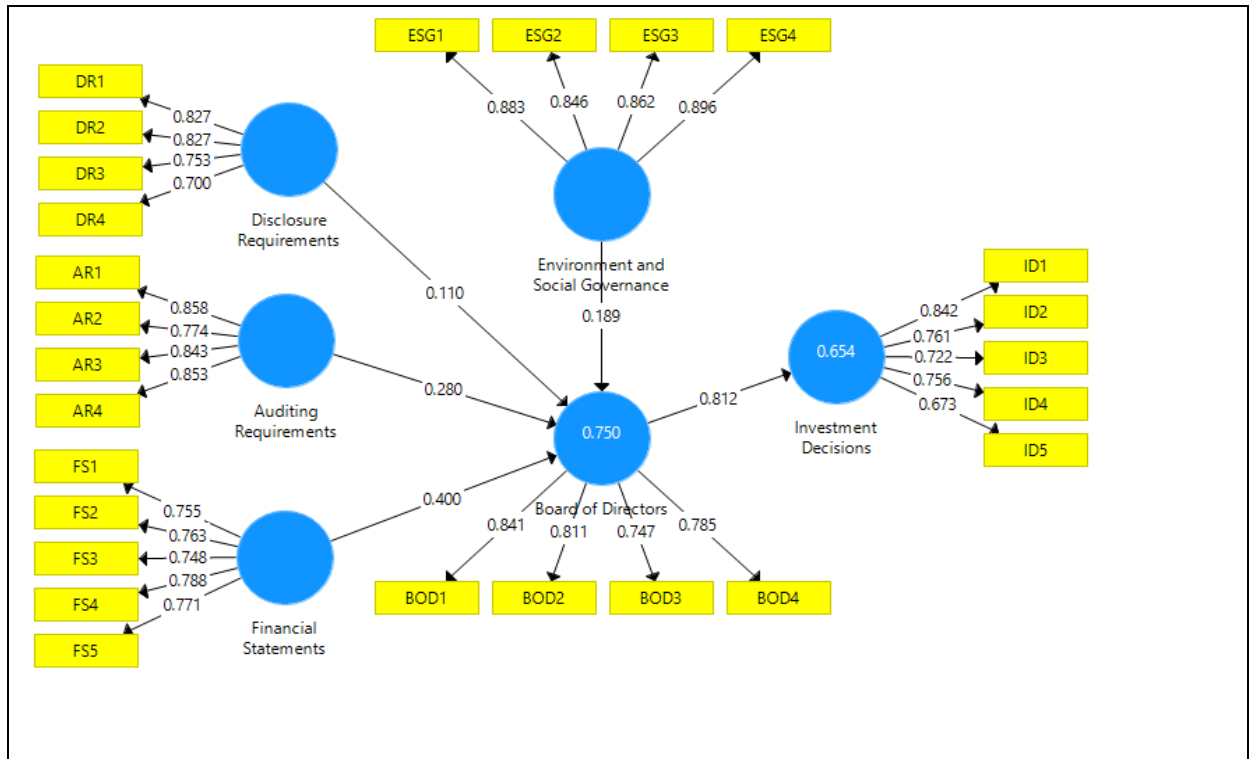 ESG1
ESG2
ESG3
ESG4
0.883
0.846
0.862
0.896
DR1
DR2
DR3
DR4
0.827
0.827
0.753
0.700
Disclosure
Requirements
0.110
Environment and
Social Governance
0.189
AR1
AR2
AR3
AR4
0.858
0.774
0.843
0.853
Auditing
Requirements
0.280
FS1
FS2
FS3
FS4
FS5
0.755
0.763
0.748
0.788
0.771
Financial
Statements
0.400
0.750
Board of Directors
0.841
0.811
0.747
0.785
BOD1
BOD2
BOD3
BOD4
0.812
0.654
Investment
Decisions
0.842
0.761
0.722
0.756
0.673
ID1
ID2
ID3
ID4
ID5